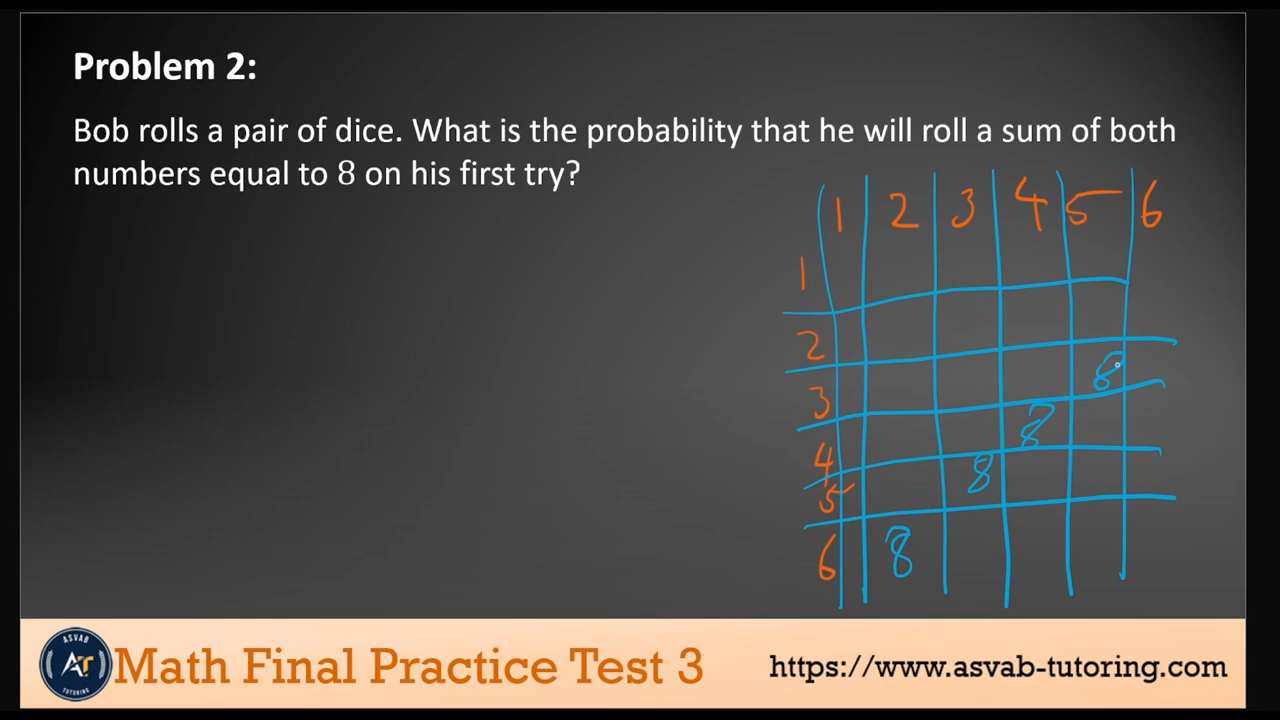 Problem 2:
Bob rolls a pair of dice. What is the probability that he will roll a sum of both
numbers equal to 8 on his first try?
1 2 3 4 5 6
1
2
3 8
4 8
5 8
6 8
ASVAB
AT
TUTORING
Math Final Practice Test 3
https://www.asvab-tutoring.com